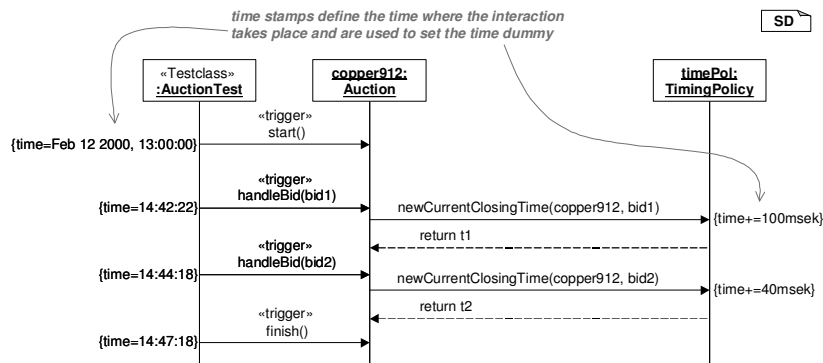 time stamps define the time where the interaction
takes place and are used to set the time dummy
SD
«Testclass»
:AuctionTest
copper912:
Auction
timePol:
TimingPolicy
«trigger»
start()
{time=Feb 12 2000, 13:00:00}
«trigger»
handleBid(bid1)
{time=14:42:22}
newCurrentClosingTime(copper912, bid1)
{time+=100msek}
return t1
«trigger»
handleBid(bid2)
{time=14:44:18}
newCurrentClosingTime(copper912, bid2)
{time+=40msek}
return t2
«trigger»
finish()
{time=14:47:18}